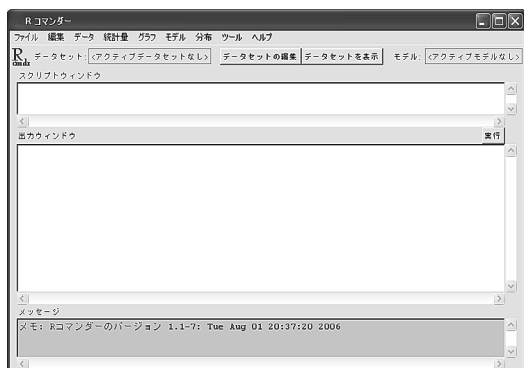 R コマンダー
ファイル 編集 データ 統計量 グラフ モデル 分布 ツール ヘルプ
R Cmdr データセット: <アクティブデータセットなし> データセットの編集 データセットを表示 モデル: <アクティブモデルなし>
スクリプトウィンドウ
出力ウィンドウ 実行
メッセージ
メモ: Rコマンダーのバージョン 1.1-7: Tue Aug 01 20:37:20 2006